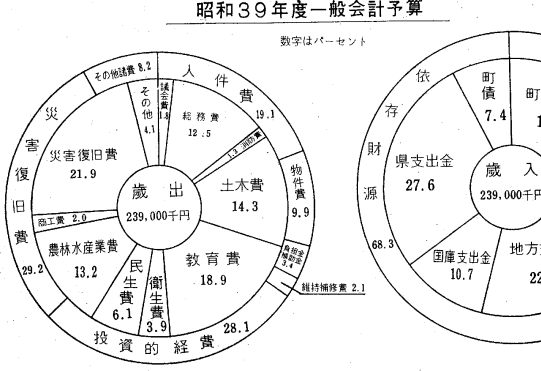 昭和39年度一般会計予算
数字はパーセント
人件費
19.1
物件費
9.9
負担金
補助金
3.4
維持補修費 2.1
投資的経費 28.1
災害復旧費
29.2
その他諸費 8.2
議会費
1.8
総務費
12.5
1.3 消防費
土木費
14.3
教育費
18.9
衛生費
3.9
民生費
6.1
農林水産業費
13.2
商工費 2.0
災害復旧費
21.9
その他
4.1
歳出
239,000千円
依存財源
68.3
町債
7.4
町
1
県支出金
27.6
国庫支出金
10.7
地方
22
歳入
239,000千円